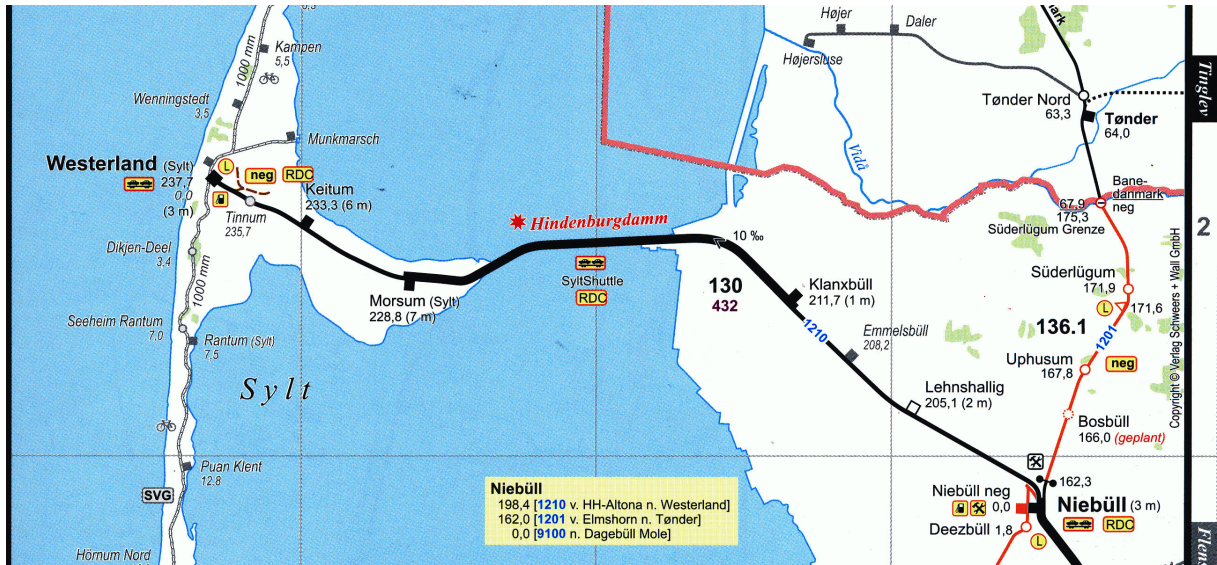 Kampen
5,5
1000 mm
Wenningstedt
3,5
Munkmarsch
Westerland (Sylt)
237,7
0,0
(3 m)
L
neg
RDC
Keitum
233,3 (6 m)
Tinnum
235,7
Dikjen-Deel
3,4
1000 mm
Seeheim Rantum
7,0
Rantum (Sylt)
7,5
Morsum (Sylt)
228,8 (7 m)
Sylt
Puan Klent
12,8
SVG
Hörnum Nord
Hindenburgdamm
SyltShuttle
RDC
10 ‰
130
432
Klanxbüll
211,7 (1 m)
1210
Emmelsbüll
208,2
Lehnshallig
205,1 (2 m)
Højer
Daler
Højersluse
Vidå
Tønder Nord
63,3
Tønder
64,0
Bane-
danmark
neg
67,9
175,3
Süderlügum Grenze
Süderlügum
171,9
L
171,6
136.1
1201
Uphusum
167,8
neg
Bosbüll
166,0 (geplant)
162,3
Niebüll neg
0,0
Niebüll (3 m)
RDC
Deezbüll 1,8
L
Niebüll
198,4 [1210 v. HH-Altona n. Westerland]
162,0 [1201 v. Elmshorn n. Tønder]
0,0 [9100 n. Dagebüll Mole]
Tinglev
2
Copyright © Verlag Schweers + Wall GmbH